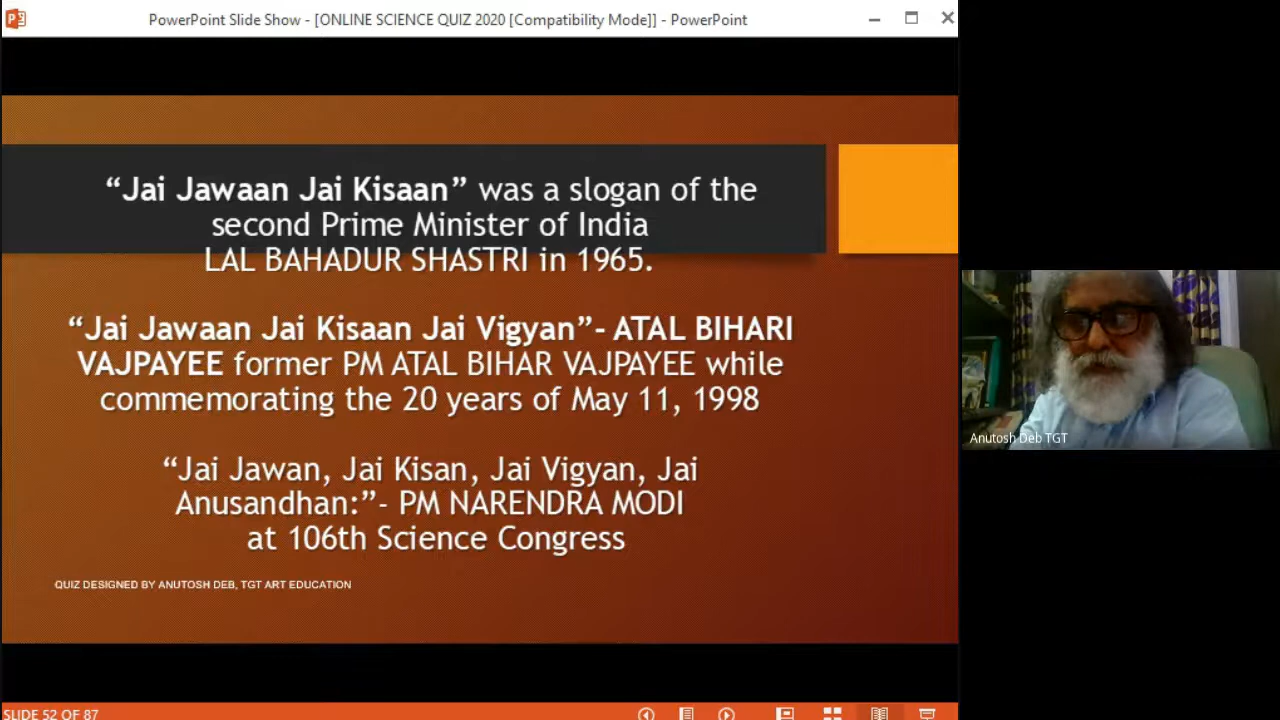 PowerPoint Slide Show - [ONLINE SCIENCE QUIZ 2020 [Compatibility Mode]] - PowerPoint
“Jai Jawaan Jai Kisaan” was a slogan of the
second Prime Minister of India
LAL BAHADUR SHASTRI in 1965.
“Jai Jawaan Jai Kisaan Jai Vigyan”- ATAL BIHARI
VAJPAYEE former PM ATAL BIHAR VAJPAYEE while
commemorating the 20 years of May 11, 1998
“Jai Jawan, Jai Kisan, Jai Vigyan, Jai
Anusandhan:”- PM NARENDRA MODI
at 106th Science Congress
QUIZ DESIGNED BY ANUTOSH DEB, TGT ART EDUCATION
Anutosh Deb TGT
SLIDE 52 OF 87